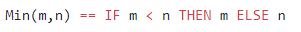 Min(m,n) == IF m < n THEN m ELSE n